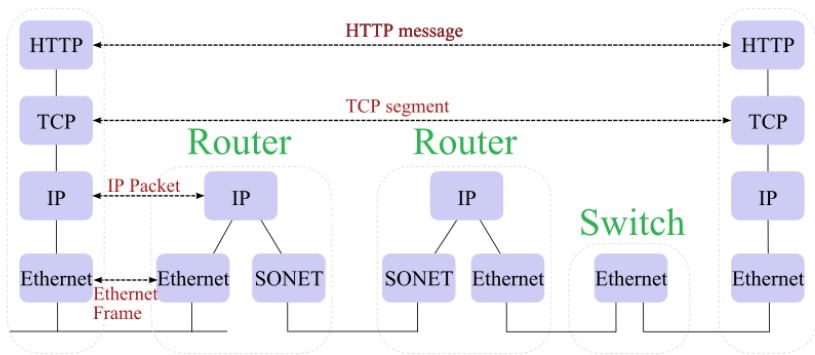 HTTP
HTTP message
HTTP
TCP
TCP segment
TCP
Router
Router
IP
IP Packet
IP
IP
IP
Switch
Ethernet
Ethernet
Frame
Ethernet
SONET
SONET
Ethernet
Ethernet
Ethernet